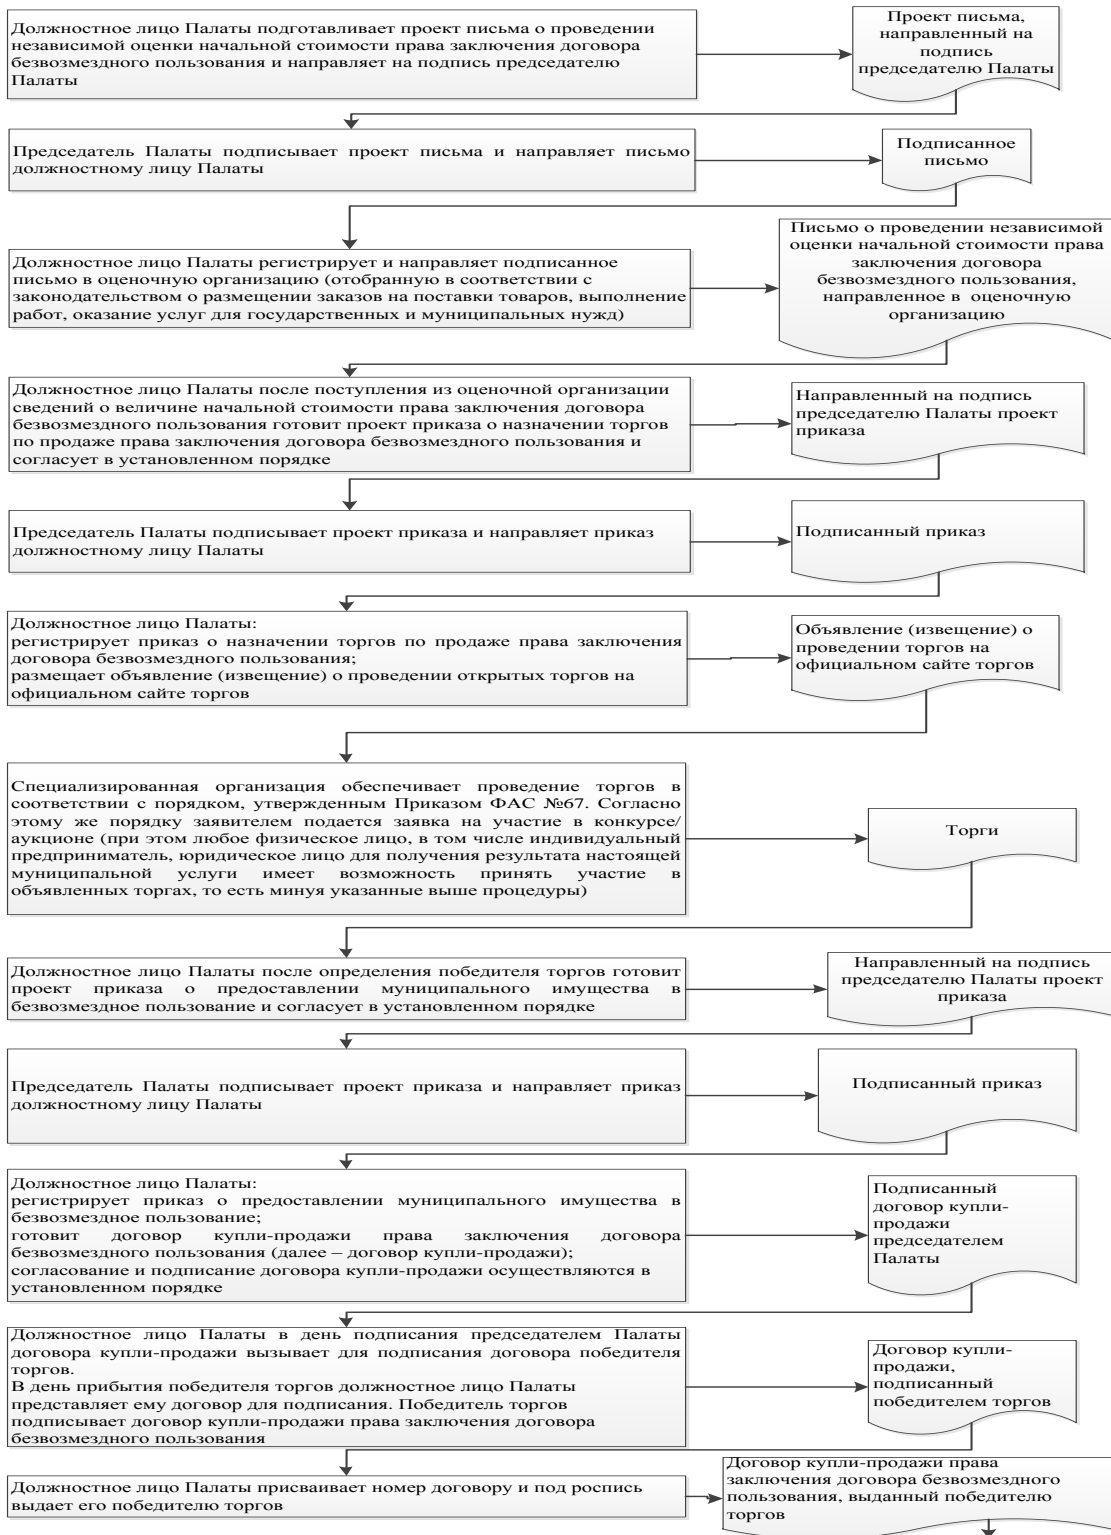 Должностное лицо Палаты подготавливает проект письма о проведении
независимой оценки начальной стоимости права заключения договора
безвозмездного пользования и направляет на подпись председателю
Палаты
Проект письма,
направленный на
подпись
председателю Палаты
Председатель Палаты подписывает проект письма и направляет письмо
должностному лицу Палаты
Подписанное
письмо
Должностное лицо Палаты регистрирует и направляет подписанное
письмо в оценочную организацию (отобранную в соответствии с
законодательством о размещении заказов на поставки товаров, выполнение
работ, оказание услуг для государственных и муниципальных нужд)
Письмо о проведении независимой
оценки начальной стоимости права
заключения договора
безвозмездного пользования,
направленное в оценочную
организацию
Должностное лицо Палаты после поступления из оценочной организации
сведений о величине начальной стоимости права заключения договора
безвозмездного пользования готовит проект приказа о назначении торгов
по продаже права заключения договора безвозмездного пользования и
согласует в установленном порядке
Направленный на подпись
председателю Палаты проект
приказа
Председатель Палаты подписывает проект приказа и направляет приказ
должностному лицу Палаты
Подписанный приказ
Должностное лицо Палаты:
регистрирует приказ о назначении торгов по продаже права заключения
договора безвозмездного пользования;
размещает объявление (извещение) о проведении открытых торгов на
официальном сайте торгов
Объявление (извещение) о
проведении торгов на
официальном сайте торгов
Специализированная организация обеспечивает проведение торгов в
соответствии с порядком, утвержденным Приказом ФАС №67. Согласно
этому же порядку заявителем подается заявка на участие в конкурсе/
аукционе (при этом любое физическое лицо, в том числе индивидуальный
предприниматель, юридическое лицо для получения результата настоящей
муниципальной услуги имеет возможность принять участие в
объявленных торгах, то есть минуя указанные выше процедуры)
Торги
Должностное лицо Палаты после определения победителя торгов готовит
проект приказа о предоставлении муниципального имущества в
безвозмездное пользование и согласует в установленном порядке
Направленный на подпись
председателю Палаты проект
приказа
Председатель Палаты подписывает проект приказа и направляет приказ
должностному лицу Палаты
Подписанный приказ
Должностное лицо Палаты:
регистрирует приказ о предоставлении муниципального имущества в
безвозмездное пользование;
готовит договор купли-продажи права заключения договора
безвозмездного пользования (далее – договор купли-продажи);
согласование и подписание договора купли-продажи осуществляются в
установленном порядке
Подписанный
договор купли-
продажи
председателем
Палаты
Должностное лицо Палаты в день подписания председателем Палаты
договора купли-продажи вызывает для подписания договора победителя
торгов.
В день прибытия победителя торгов должностное лицо Палаты
представляет ему договор для подписания. Победитель торгов
подписывает договор купли-продажи права заключения договора
безвозмездного пользования
Договор купли-
продажи,
подписанный
победителем торгов
Должностное лицо Палаты присваивает номер договору и под роспись
выдает его победителю торгов
Договор купли-продажи права
заключения договора безвозмездного
пользования, выданный победителю
торгов